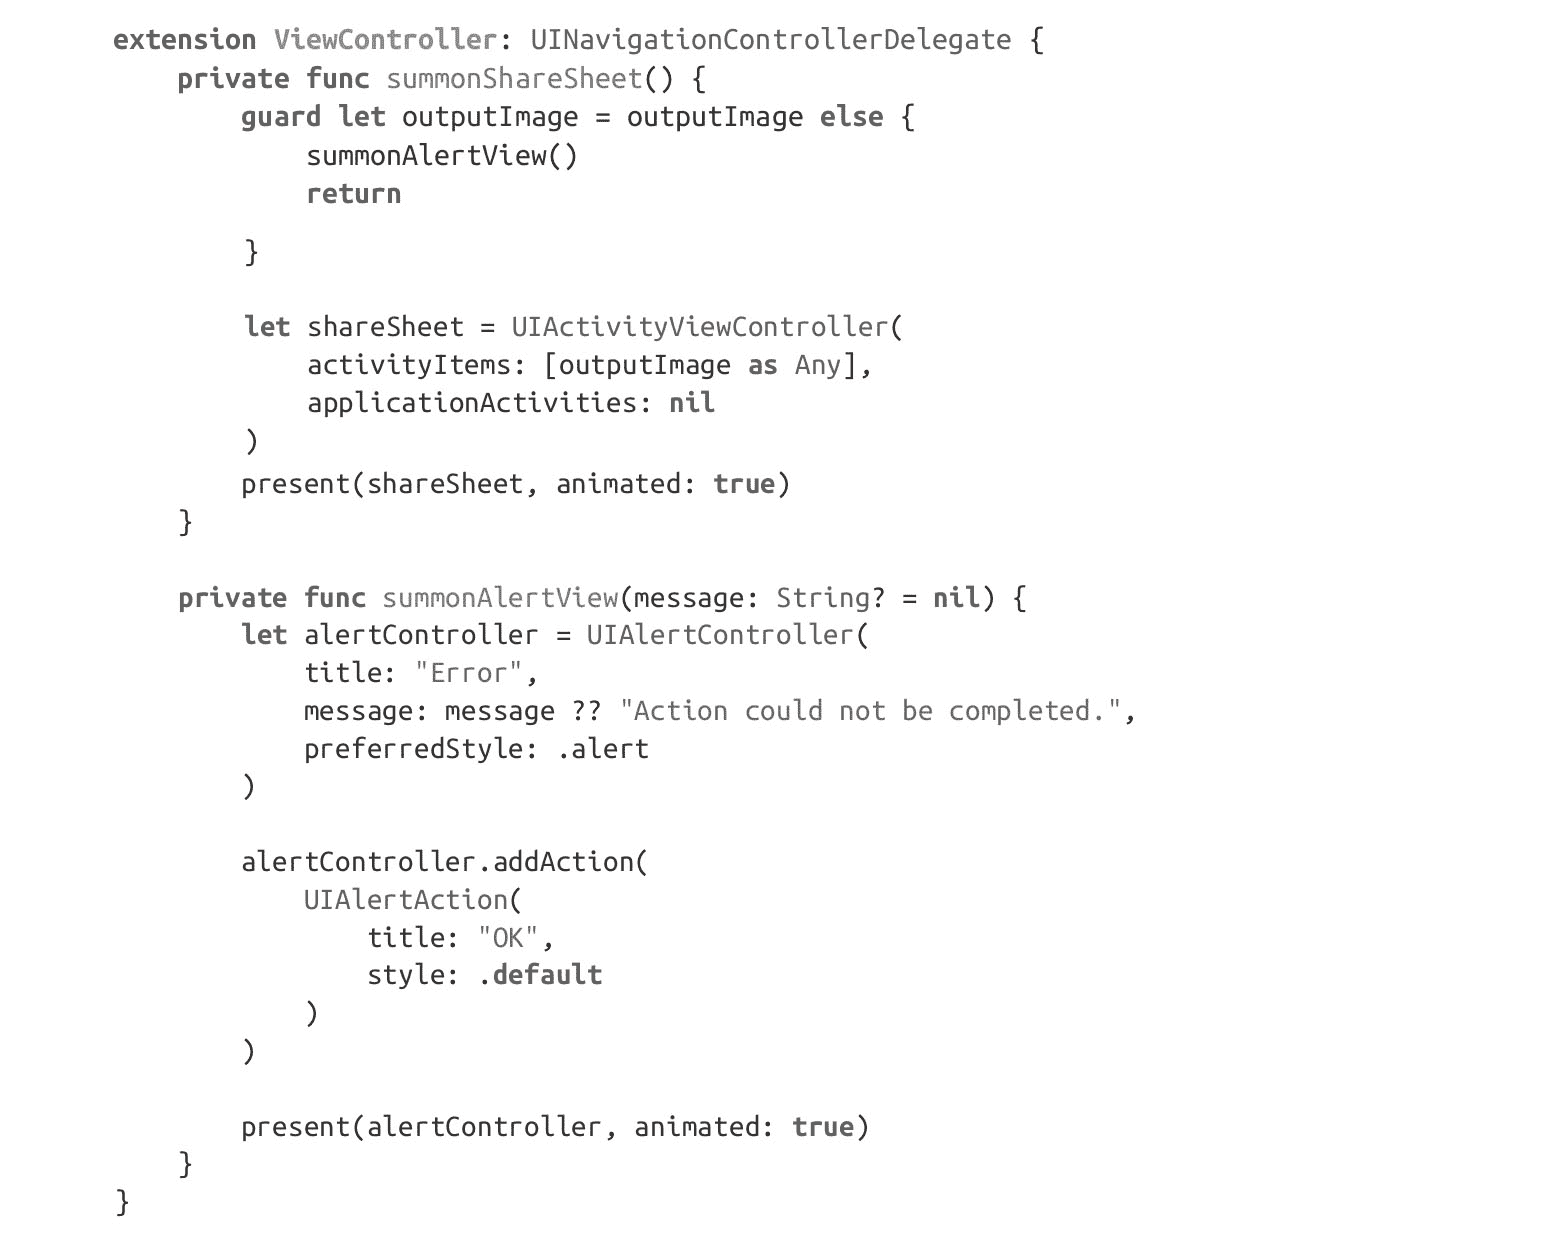 extension ViewController: UINavigationControllerDelegate {
    private func summonShareSheet() {
        guard let outputImage = outputImage else {
            summonAlertView()
            return
        }
        let shareSheet = UIActivityViewController(
            activityItems: [outputImage as Any],
            applicationActivities: nil
        )
        present(shareSheet, animated: true)
    }
    private func summonAlertView(message: String? = nil) {
        let alertController = UIAlertController(
            title: "Error",
            message: message ?? "Action could not be completed.",
            preferredStyle: .alert
        )
        alertController.addAction(
            UIAlertAction(
                title: "OK",
                style: .default
            )
        )
        present(alertController, animated: true)
    }
}